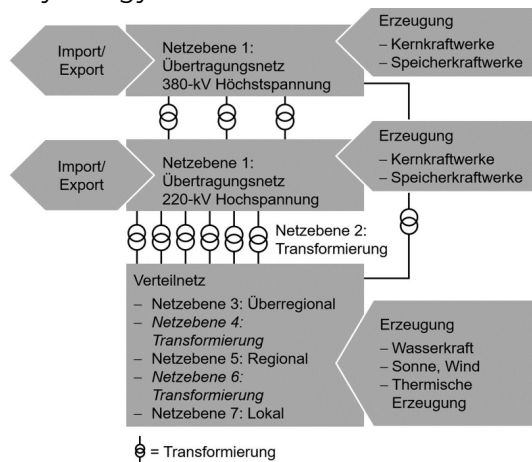 Import/
Export
Netzebene 1:
Übertragungsnetz
380-kV Höchstspannung
Erzeugung
– Kernkraftwerke
– Speicherkraftwerke
Import/
Export
Netzebene 1:
Übertragungsnetz
220-kV Hochspannung
Erzeugung
– Kernkraftwerke
– Speicherkraftwerke
Netzebene 2:
Transformierung
Verteilnetz
– Netzebene 3: Überregional
– Netzebene 4:
Transformierung
– Netzebene 5: Regional
– Netzebene 6:
Transformierung
– Netzebene 7: Lokal
Erzeugung
– Wasserkraft
– Sonne, Wind
– Thermische
Erzeugung
= Transformierung